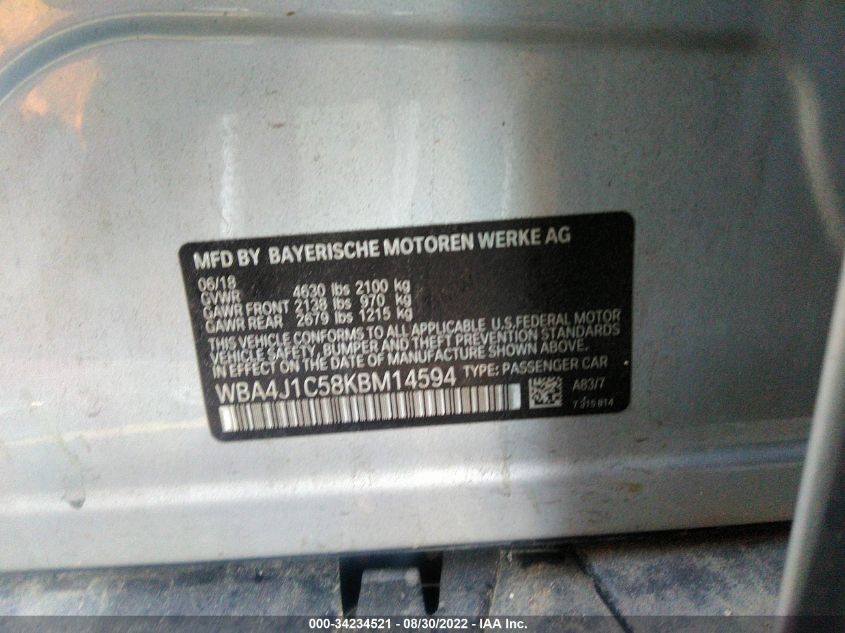 MFD BY BAYERISCHE MOTOREN WERKE AG
06/18
GVWR 4630 lbs 2100 kg
GAWR FRONT 2138 lbs 970 kg
GAWR REAR 2679 lbs 1215 kg
THIS VEHICLE CONFORMS TO ALL APPLICABLE U.S. FEDERAL MOTOR
VEHICLE SAFETY, BUMPER AND THEFT PREVENTION STANDARDS
IN EFFECT ON THE DATE OF MANUFACTURE SHOWN ABOVE.
WBA4J1C58KBM14594 TYPE: PASSENGER CAR
A83/7
7 315 814
000-34234521 - 08/30/2022 - IAA Inc.